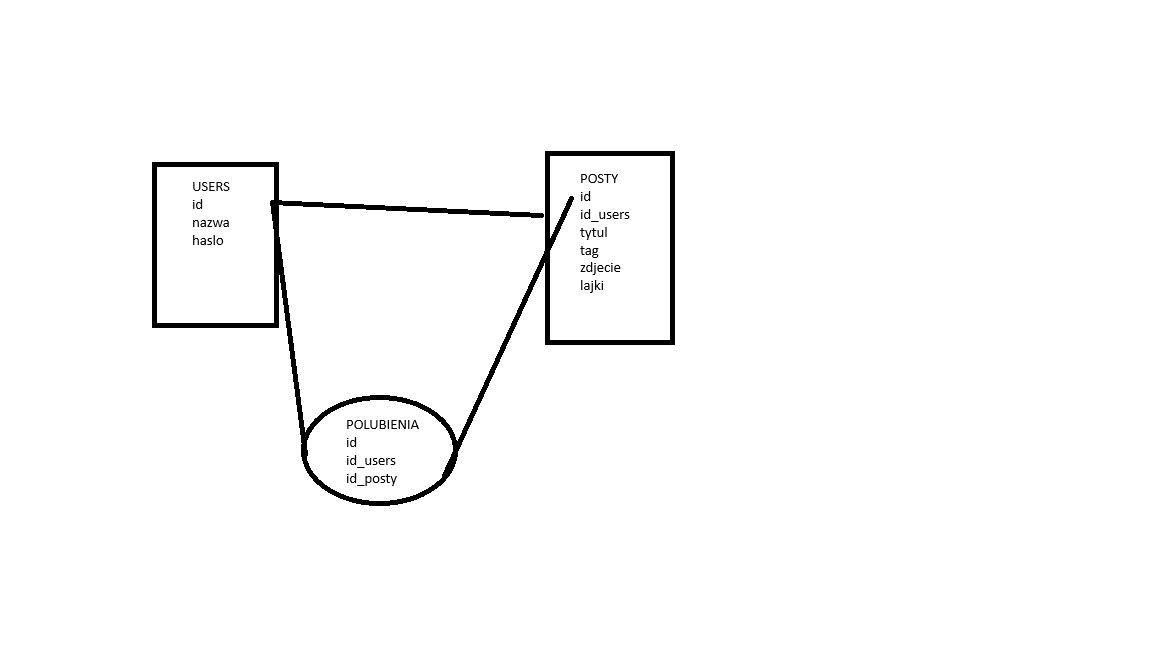 USERS
id
nazwa
haslo
POSTY
id
id_users
tytul
tag
zdjecie
lajki
POLUBIENIA
id
id_users
id_posty